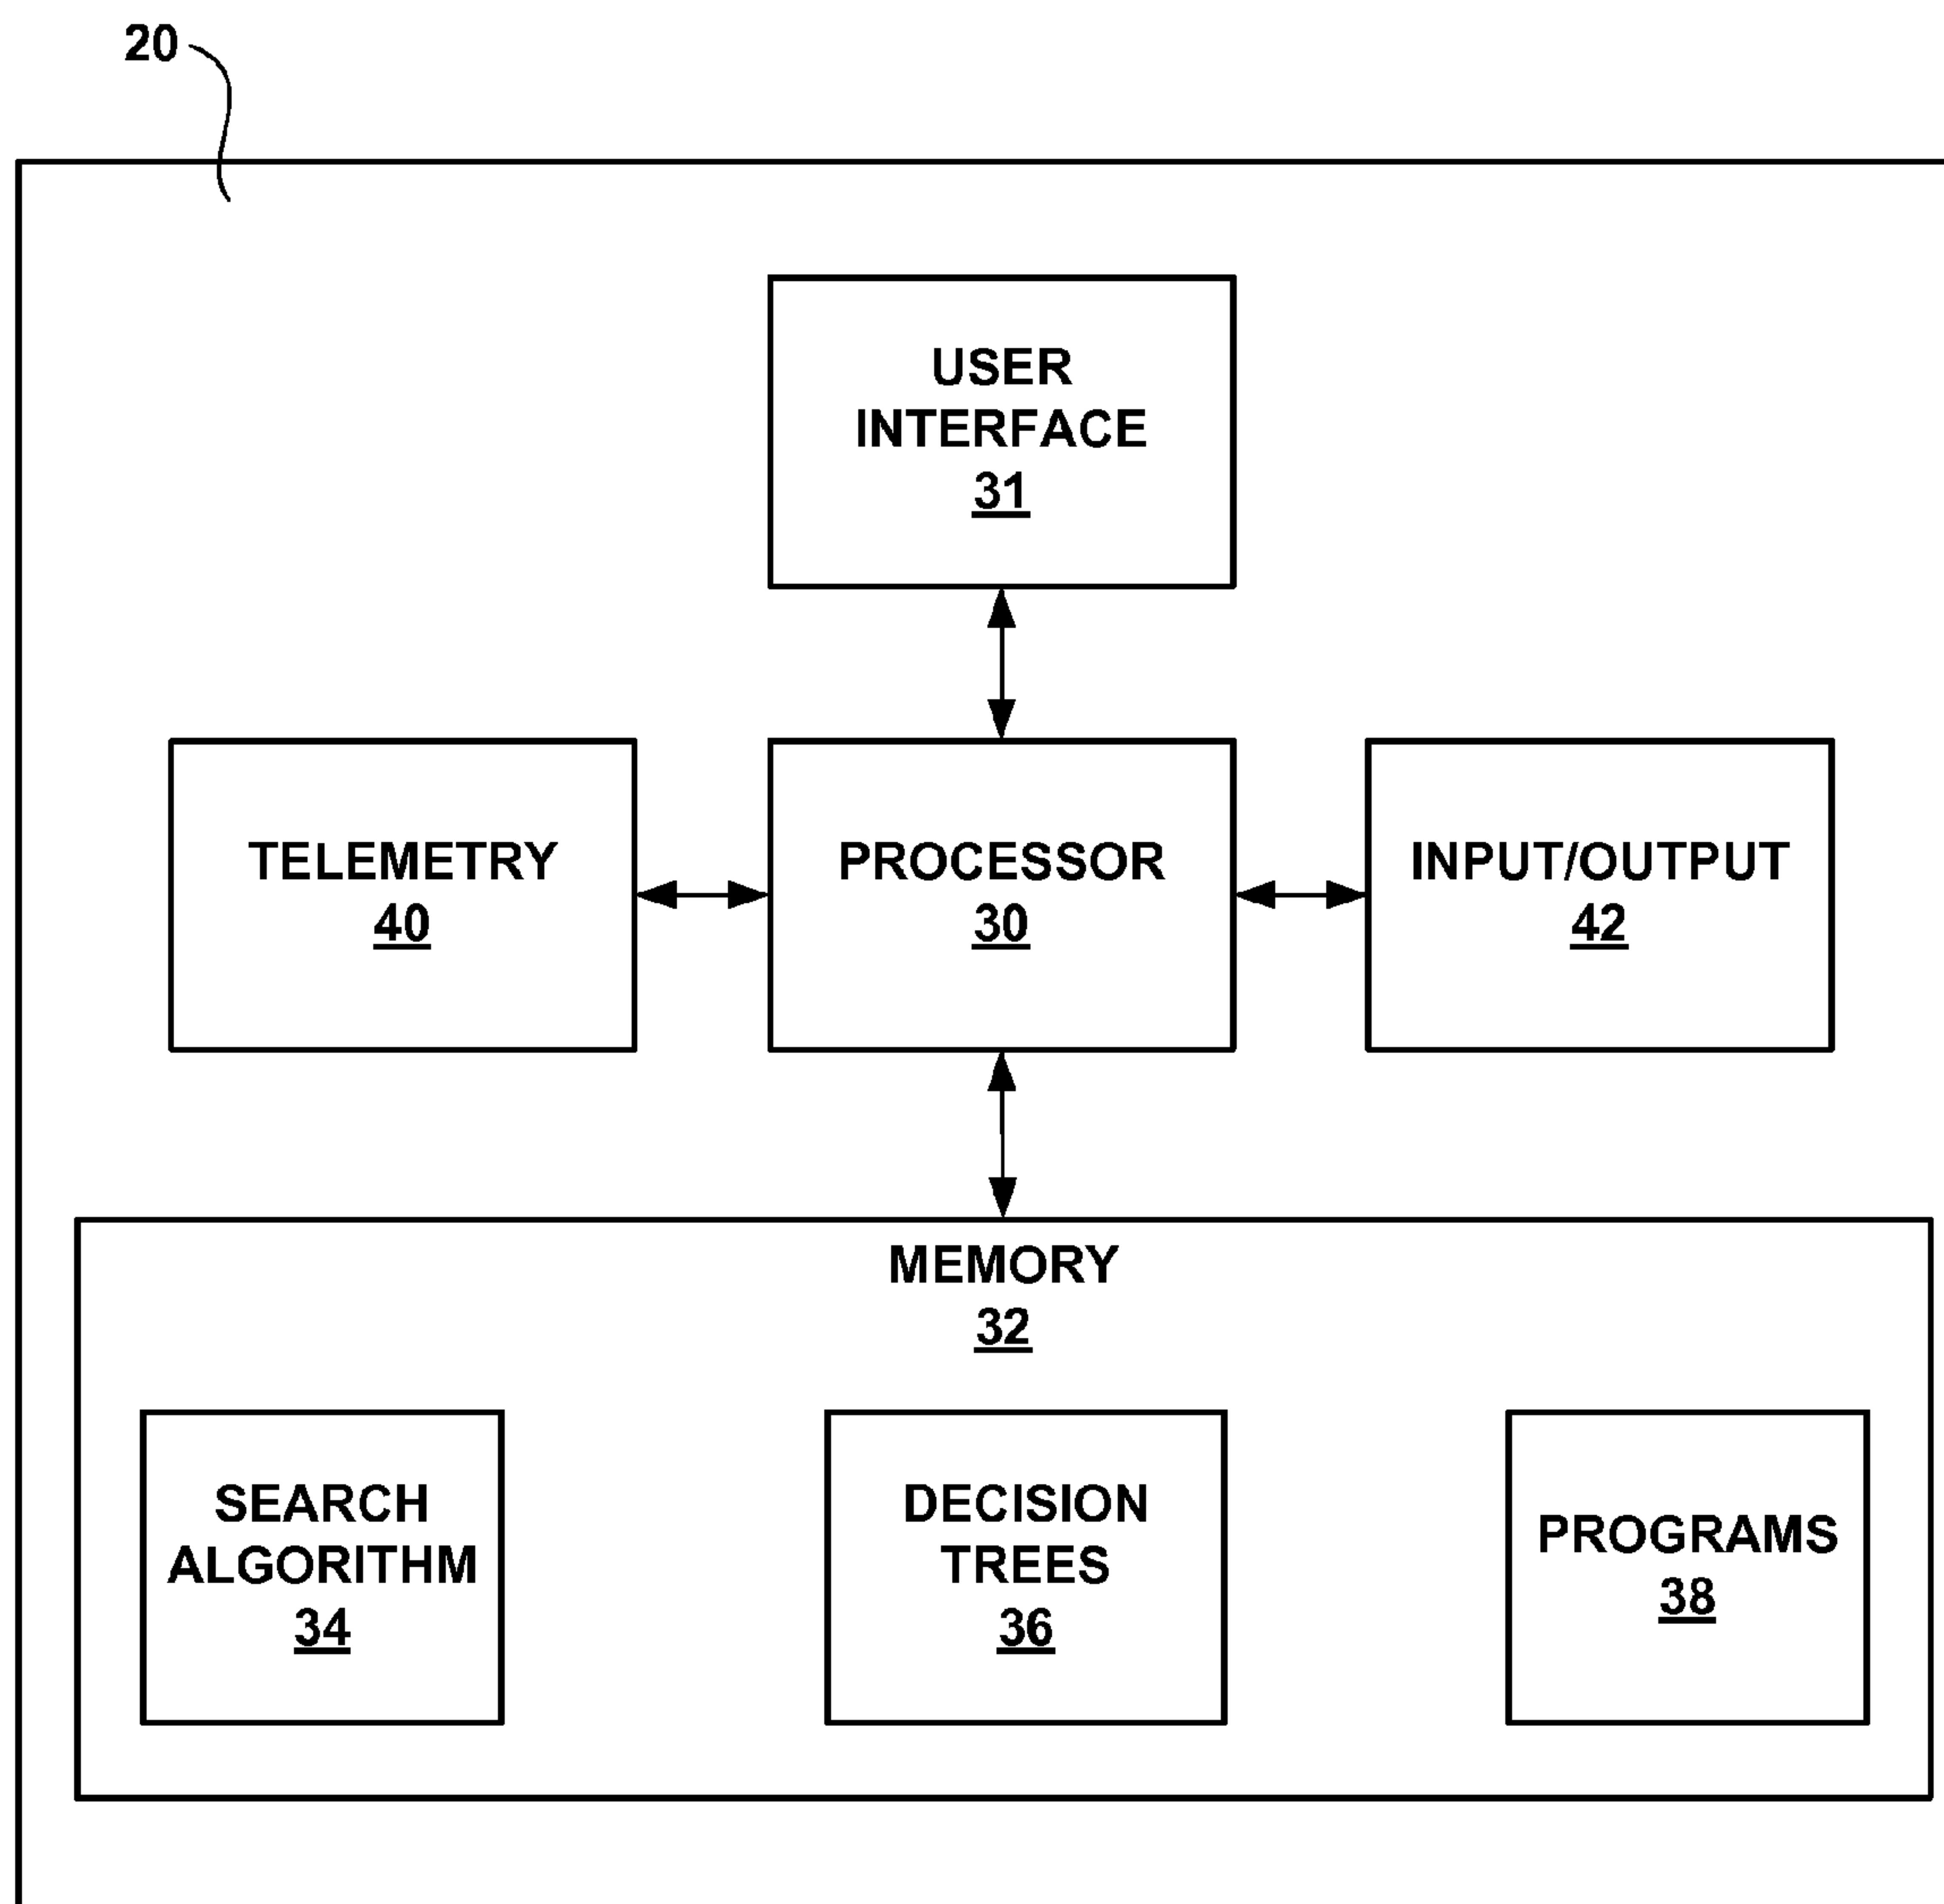 20
USER
INTERFACE
31
TELEMETRY
40
PROCESSOR
30
INPUT/OUTPUT
42
MEMORY
32
SEARCH
ALGORITHM
34
DECISION
TREES
36
PROGRAMS
38